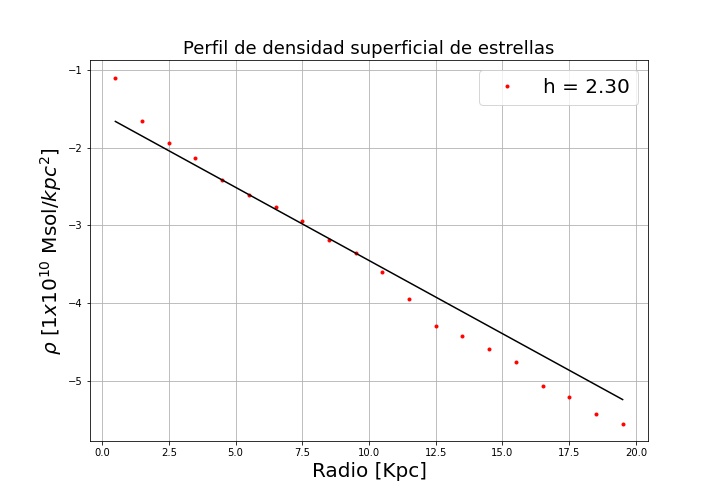 Perfil de densidad superficial de estrellas
h = 2.30
−1
−2
−3
−4
−5
ρ [1x10¹⁰ Msol/kpc²]
0.0 2.5 5.0 7.5 10.0 12.5 15.0 17.5 20.0
Radio [Kpc]